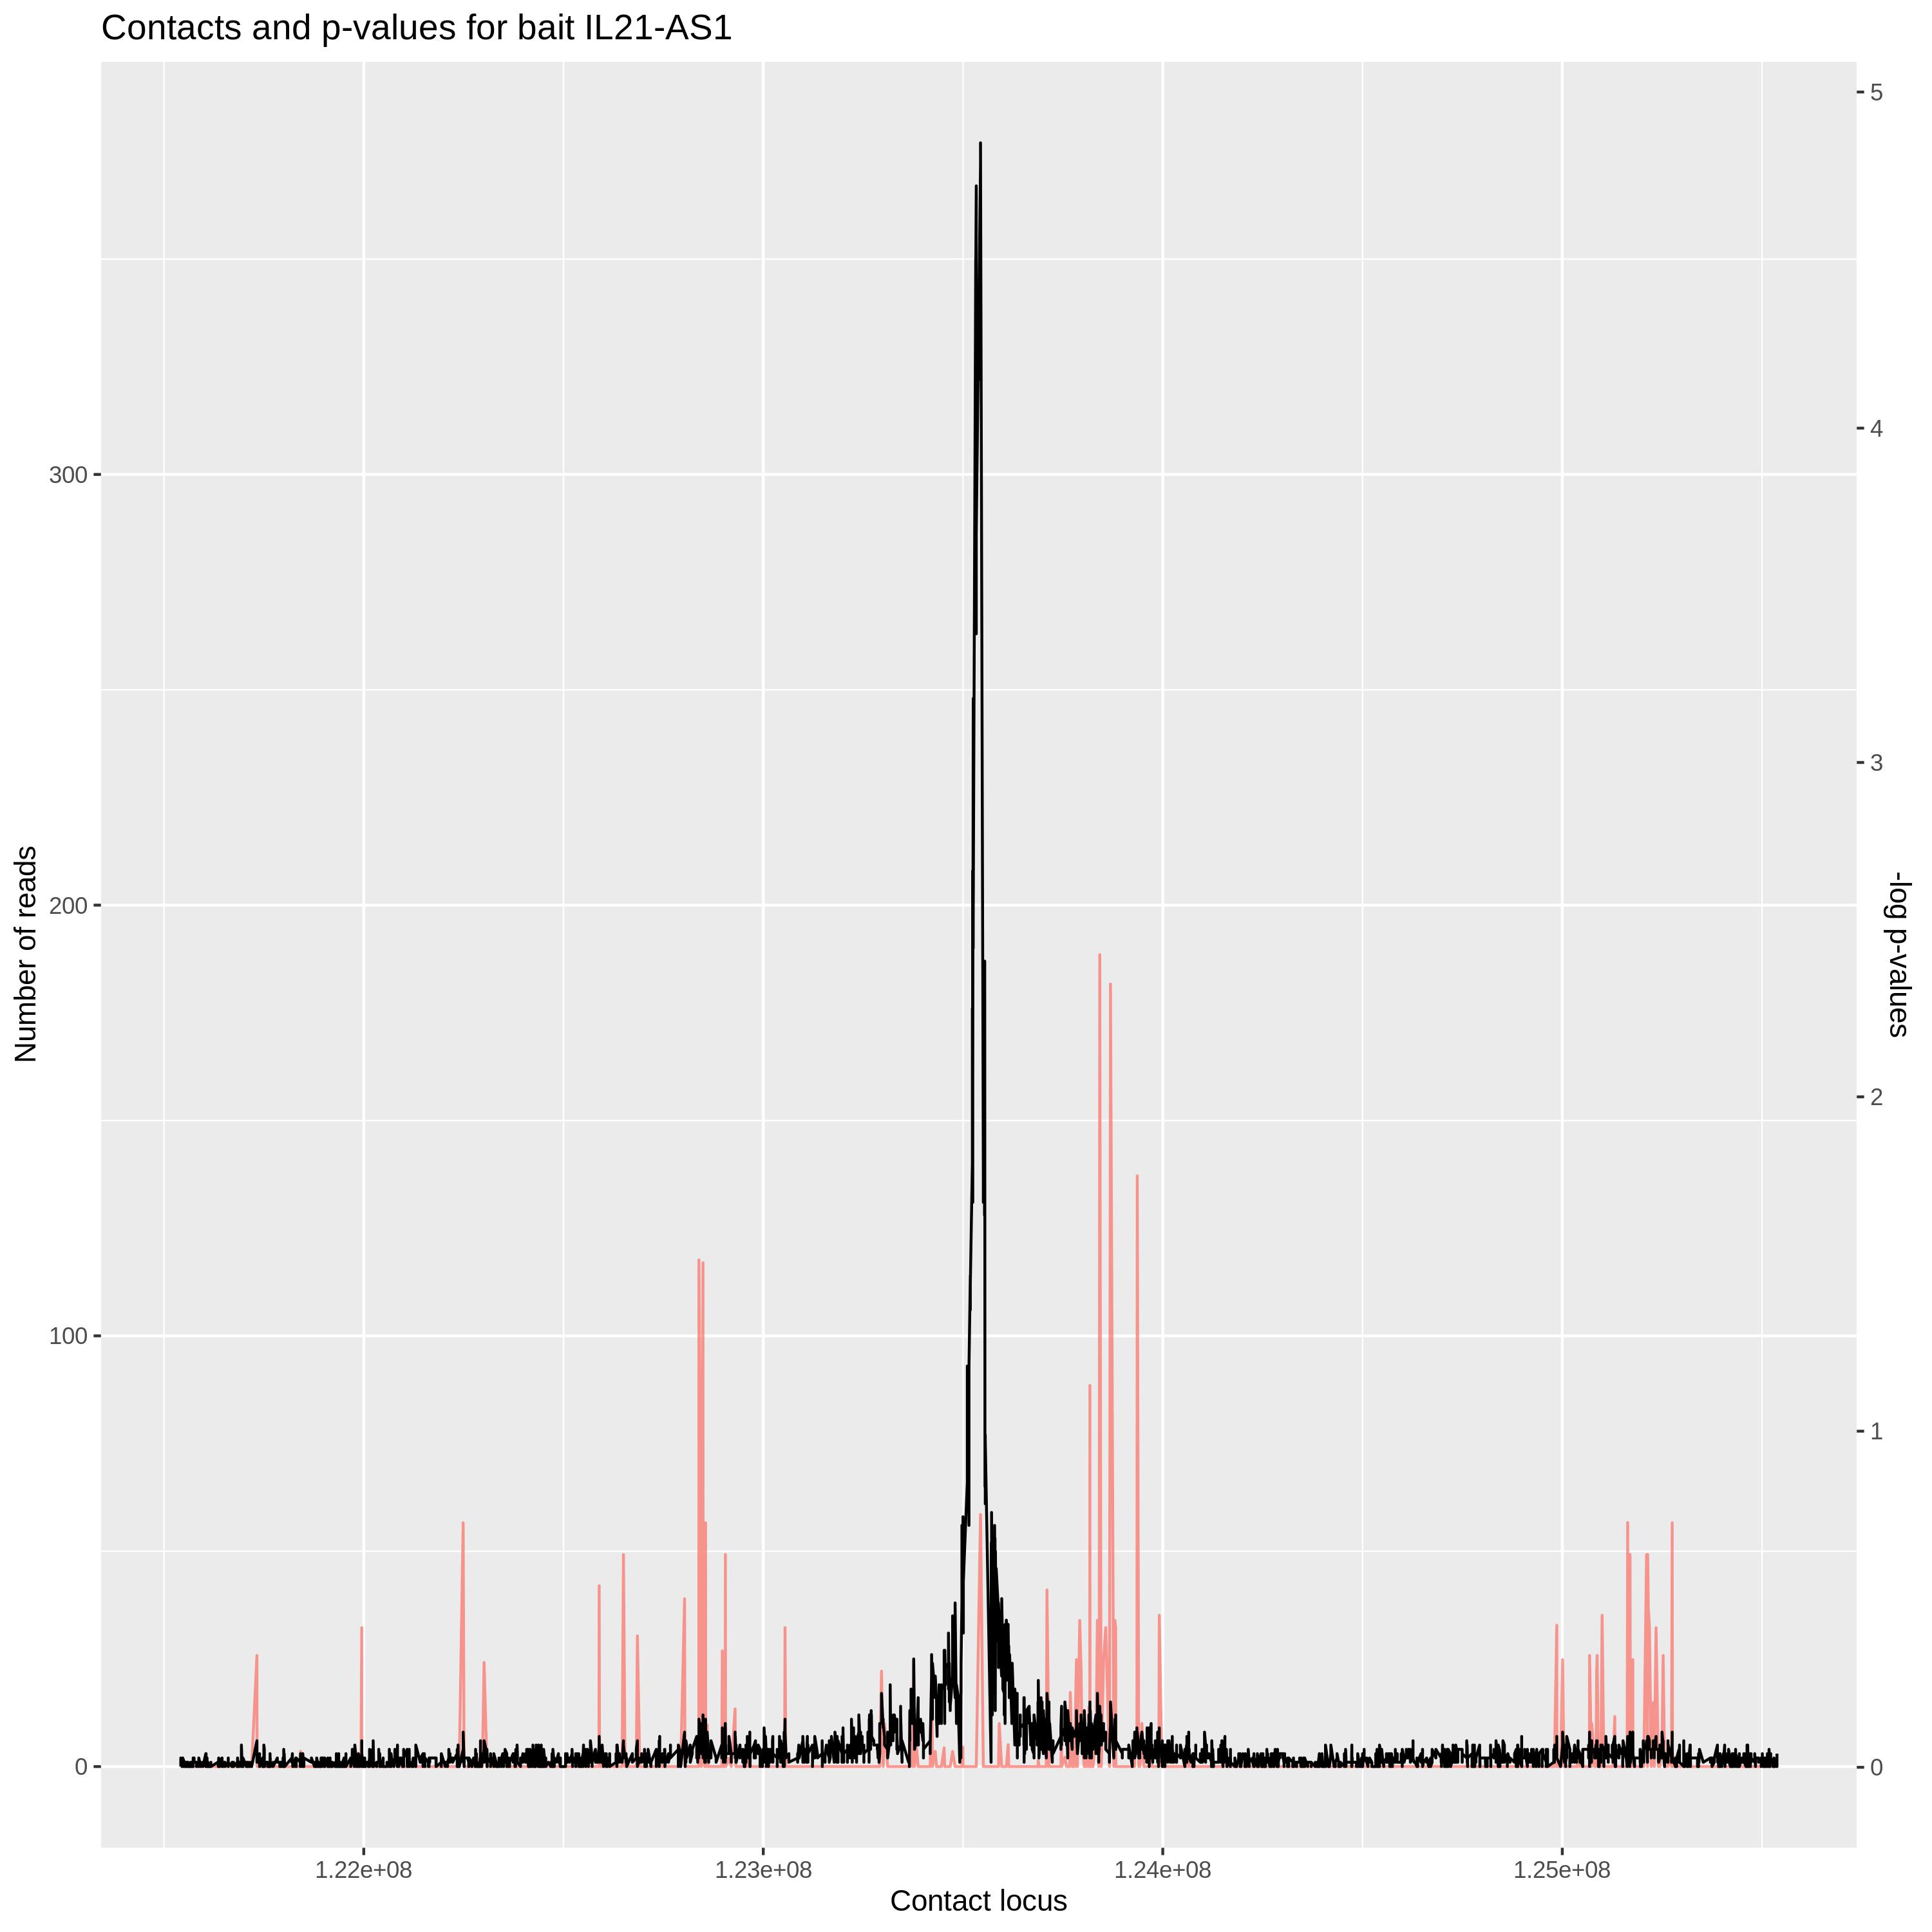 Contacts and p-values for bait IL21-AS1
Number of reads
300
200
100
0
5
4
3
2
1
0
-log p-values
1.22e+08
1.23e+08
1.24e+08
1.25e+08
Contact locus